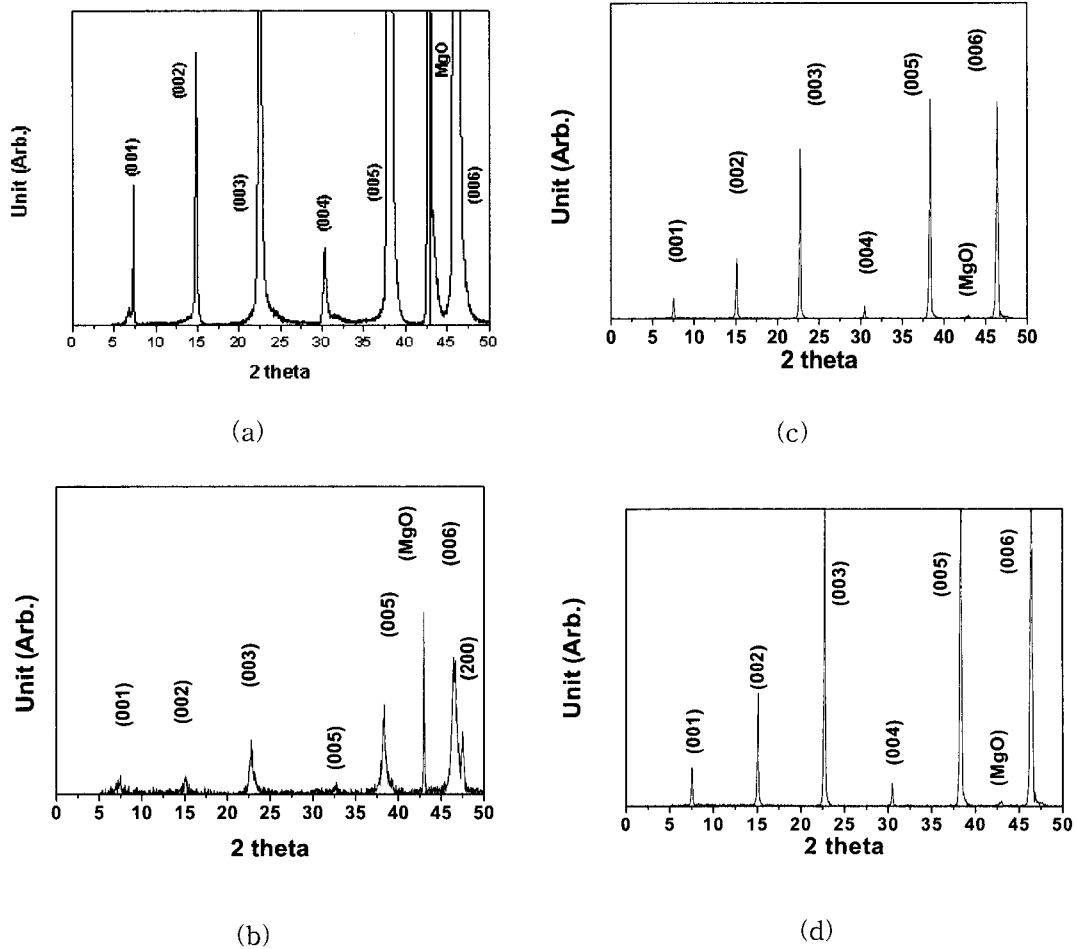 Unit (Arb.)
(001)
(002)
(003)
(004)
(005)
MgO
(006)
0 5 10 15 20 25 30 35 40 45 50
2 theta
(a)
Unit (Arb.)
(001)
(002)
(003)
(004)
(005)
(MgO)
(006)
0 5 10 15 20 25 30 35 40 45 50
2 theta
(c)
Unit (Arb.)
(001)
(002)
(003)
(005)
(005)
(MgO)
(006)
(200)
0 5 10 15 20 25 30 35 40 45 50
2 theta
(b)
Unit (Arb.)
(001)
(002)
(003)
(004)
(005)
(MgO)
(006)
0 5 10 15 20 25 30 35 40 45 50
2 theta
(d)